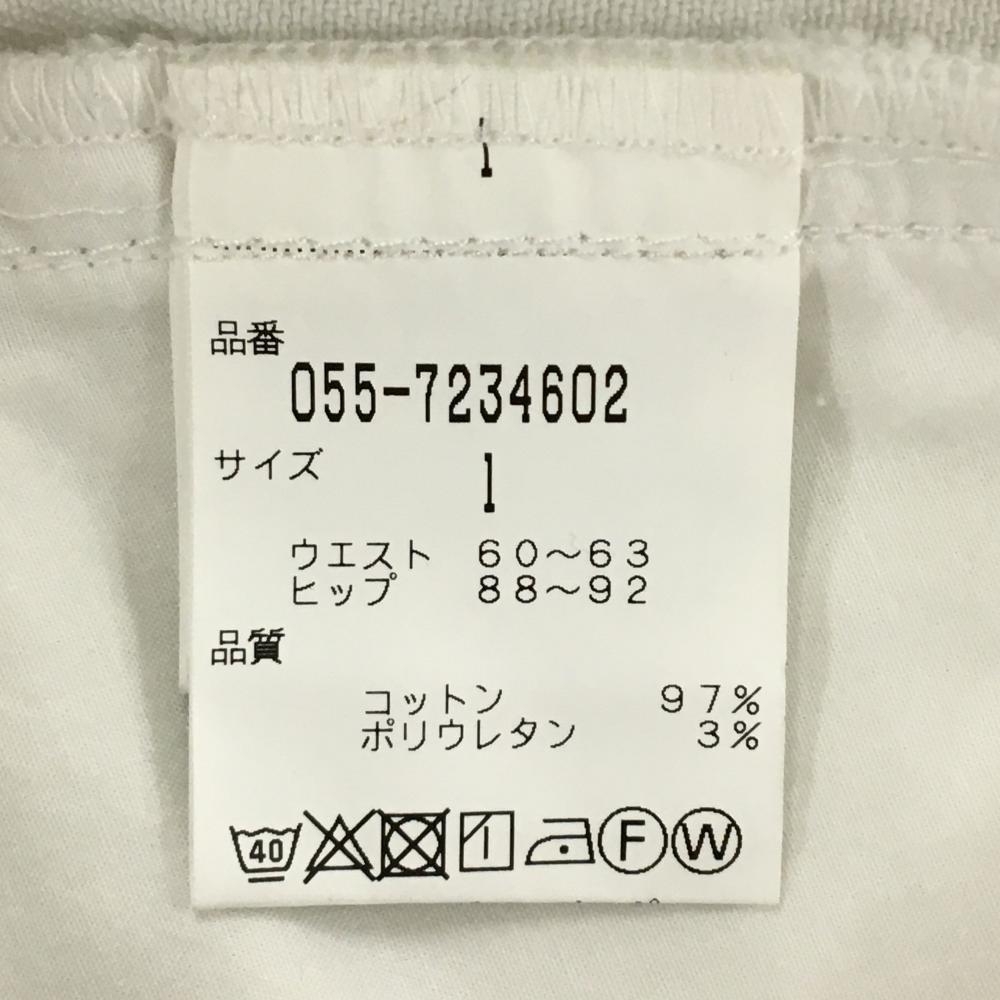 1
品番
055-7234602
サイズ 1
ウエスト 60～63
ヒップ 88～92
品質
コットン 97%
ポリウレタン 3%
40 F W